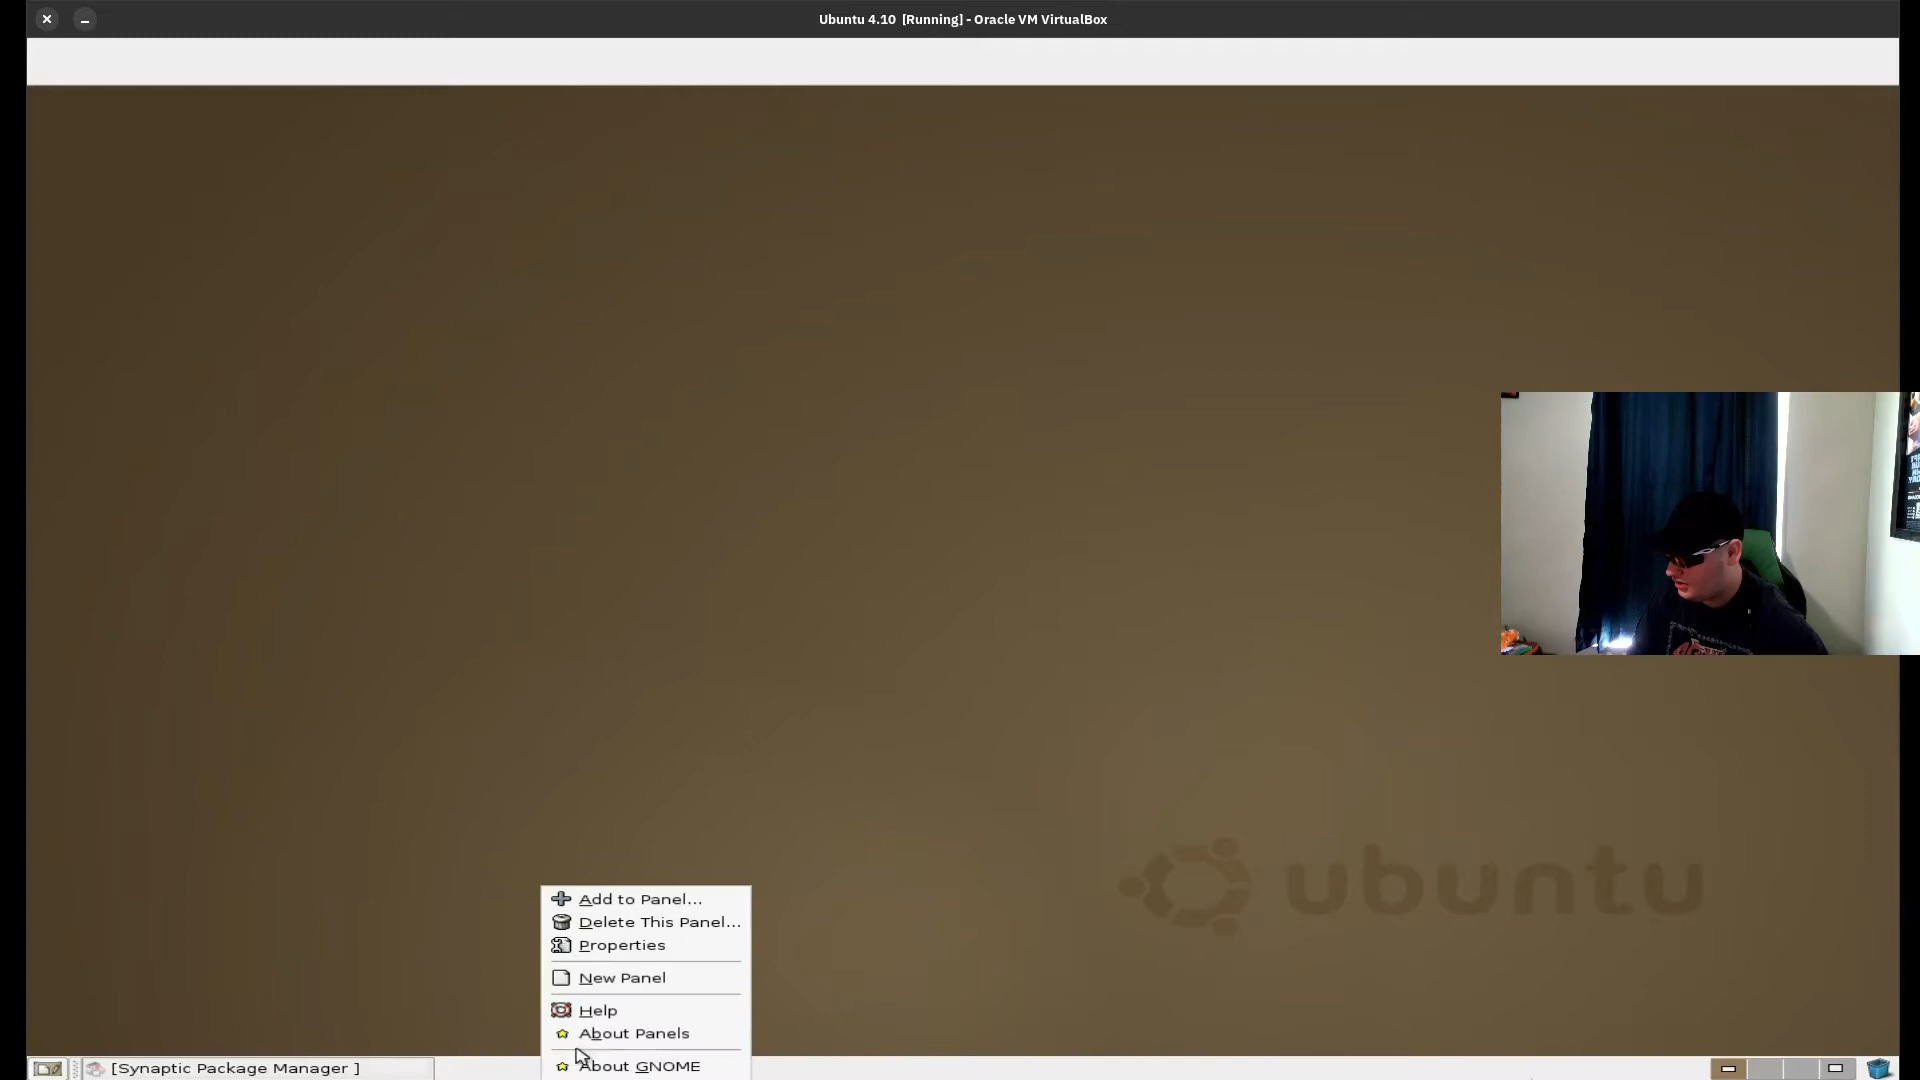 Ubuntu 4.10 [Running] - Oracle VM VirtualBox
ubuntu
Add to Panel...
Delete This Panel...
Properties
New Panel
Help
About Panels
About GNOME
[Synaptic Package Manager ]